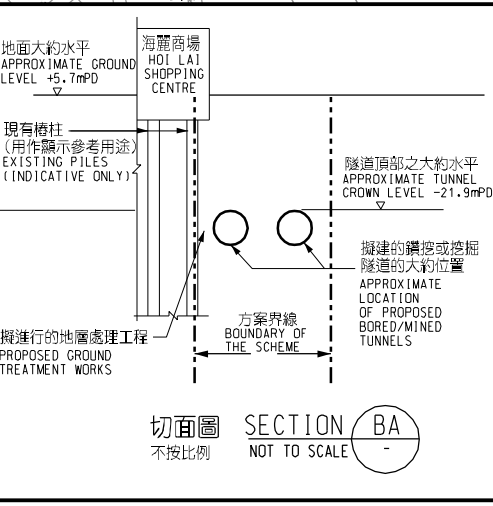 地面大約水平
APPROXIMATE GROUND
LEVEL +5.7mPD
海麗商場
HOI LAI
SHOPPING
CENTRE
現有樁柱
(用作顯示參考用途)
EXISTING PILES
(INDICATIVE ONLY)
隧道頂部之大約水平
APPROXIMATE TUNNEL
CROWN LEVEL -21.9mPD
擬建的鑽挖或挖掘
隧道的大約位置
APPROXIMATE
LOCATION
OF PROPOSED
BORED/MINED
TUNNELS
擬進行的地層處理工程
PROPOSED GROUND
TREATMENT WORKS
方案界線
BOUNDARY OF
THE SCHEME
切面圖 SECTION BA
不按比例 NOT TO SCALE -